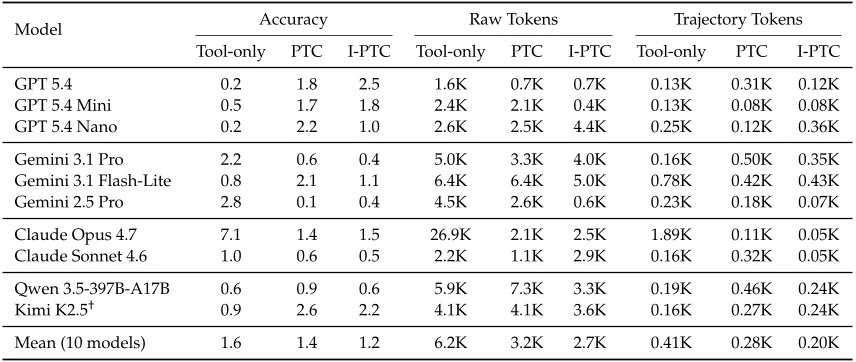 Model Accuracy Raw Tokens Trajectory Tokens
Tool-only PTC I-PTC Tool-only PTC I-PTC Tool-only PTC I-PTC
GPT 5.4 0.2 1.8 2.5 1.6K 0.7K 0.7K 0.13K 0.31K 0.12K
GPT 5.4 Mini 0.5 1.7 1.8 2.4K 2.1K 0.4K 0.13K 0.08K 0.08K
GPT 5.4 Nano 0.2 2.2 1.0 2.6K 2.5K 4.4K 0.25K 0.12K 0.36K
Gemini 3.1 Pro 2.2 0.6 0.4 5.0K 3.3K 4.0K 0.16K 0.50K 0.35K
Gemini 3.1 Flash-Lite 0.8 2.1 1.1 6.4K 6.4K 5.0K 0.78K 0.42K 0.43K
Gemini 2.5 Pro 2.8 0.1 0.4 4.5K 2.6K 0.6K 0.23K 0.18K 0.07K
Claude Opus 4.7 7.1 1.4 1.5 26.9K 2.1K 2.5K 1.89K 0.11K 0.05K
Claude Sonnet 4.6 1.0 0.6 0.5 2.2K 1.1K 2.9K 0.16K 0.32K 0.05K
Qwen 3.5-397B-A17B 0.6 0.9 0.6 5.9K 7.3K 3.3K 0.19K 0.46K 0.24K
Kimi K2.5† 0.9 2.6 2.2 4.1K 4.1K 3.6K 0.16K 0.27K 0.24K
Mean (10 models) 1.6 1.4 1.2 6.2K 3.2K 2.7K 0.41K 0.28K 0.20K